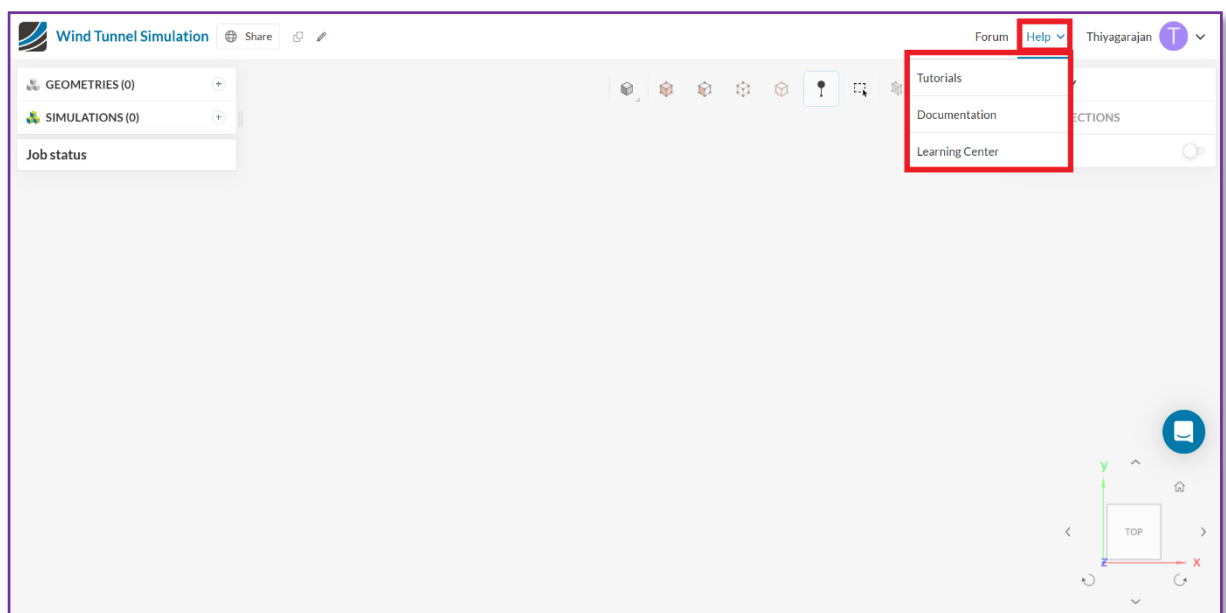 Wind Tunnel Simulation Share Forum Help Thiyagarajan T
GEOMETRIES (0)
SIMULATIONS (0)
Job status
Tutorials
Documentation
Learning Center
ECTIONS
y
TOP
z
X